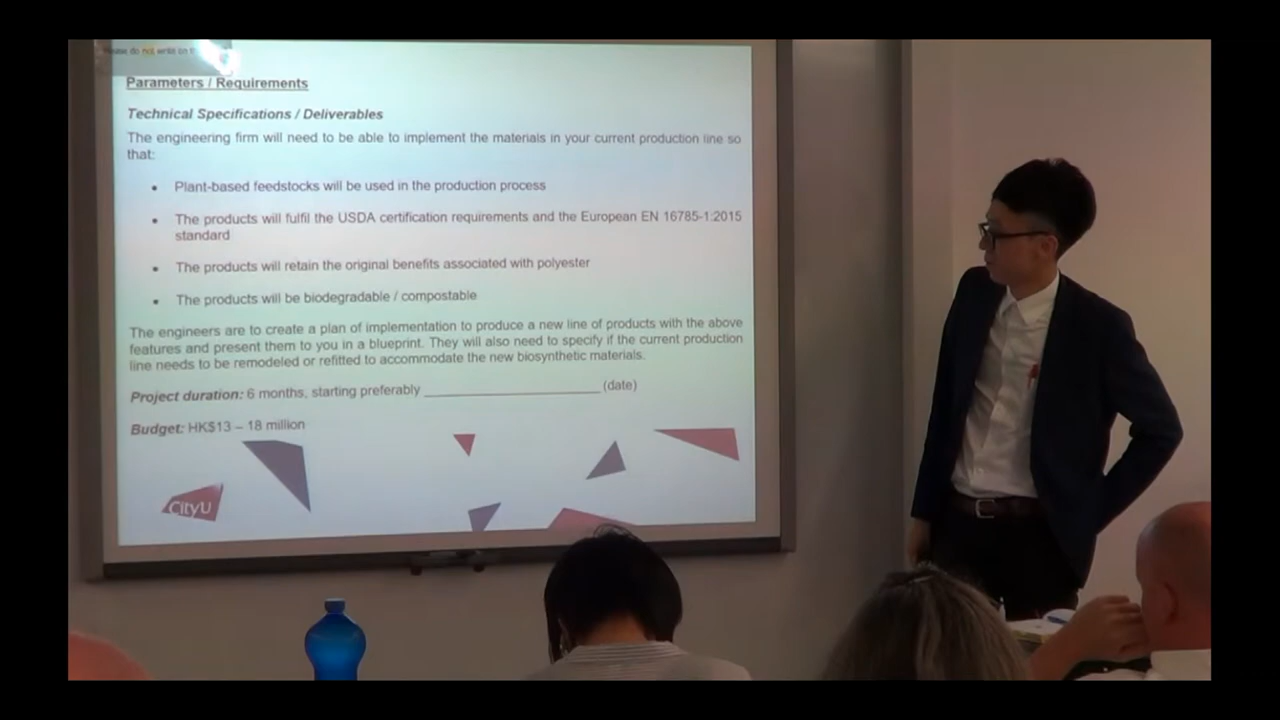 Please do not write on t
Parameters / Requirements
Technical Specifications / Deliverables
The engineering firm will need to be able to implement the materials in your current production line so
that:
• Plant-based feedstocks will be used in the production process
• The products will fulfil the USDA certification requirements and the European EN 16785-1:2015
standard
• The products will retain the original benefits associated with polyester
• The products will be biodegradable / compostable
The engineers are to create a plan of implementation to produce a new line of products with the above
features and present them to you in a blueprint. They will also need to specify if the current production
line needs to be remodeled or refitted to accommodate the new biosynthetic materials.
Project duration: 6 months, starting preferably ________________________ (date)
Budget: HK$13 – 18 million
CityU